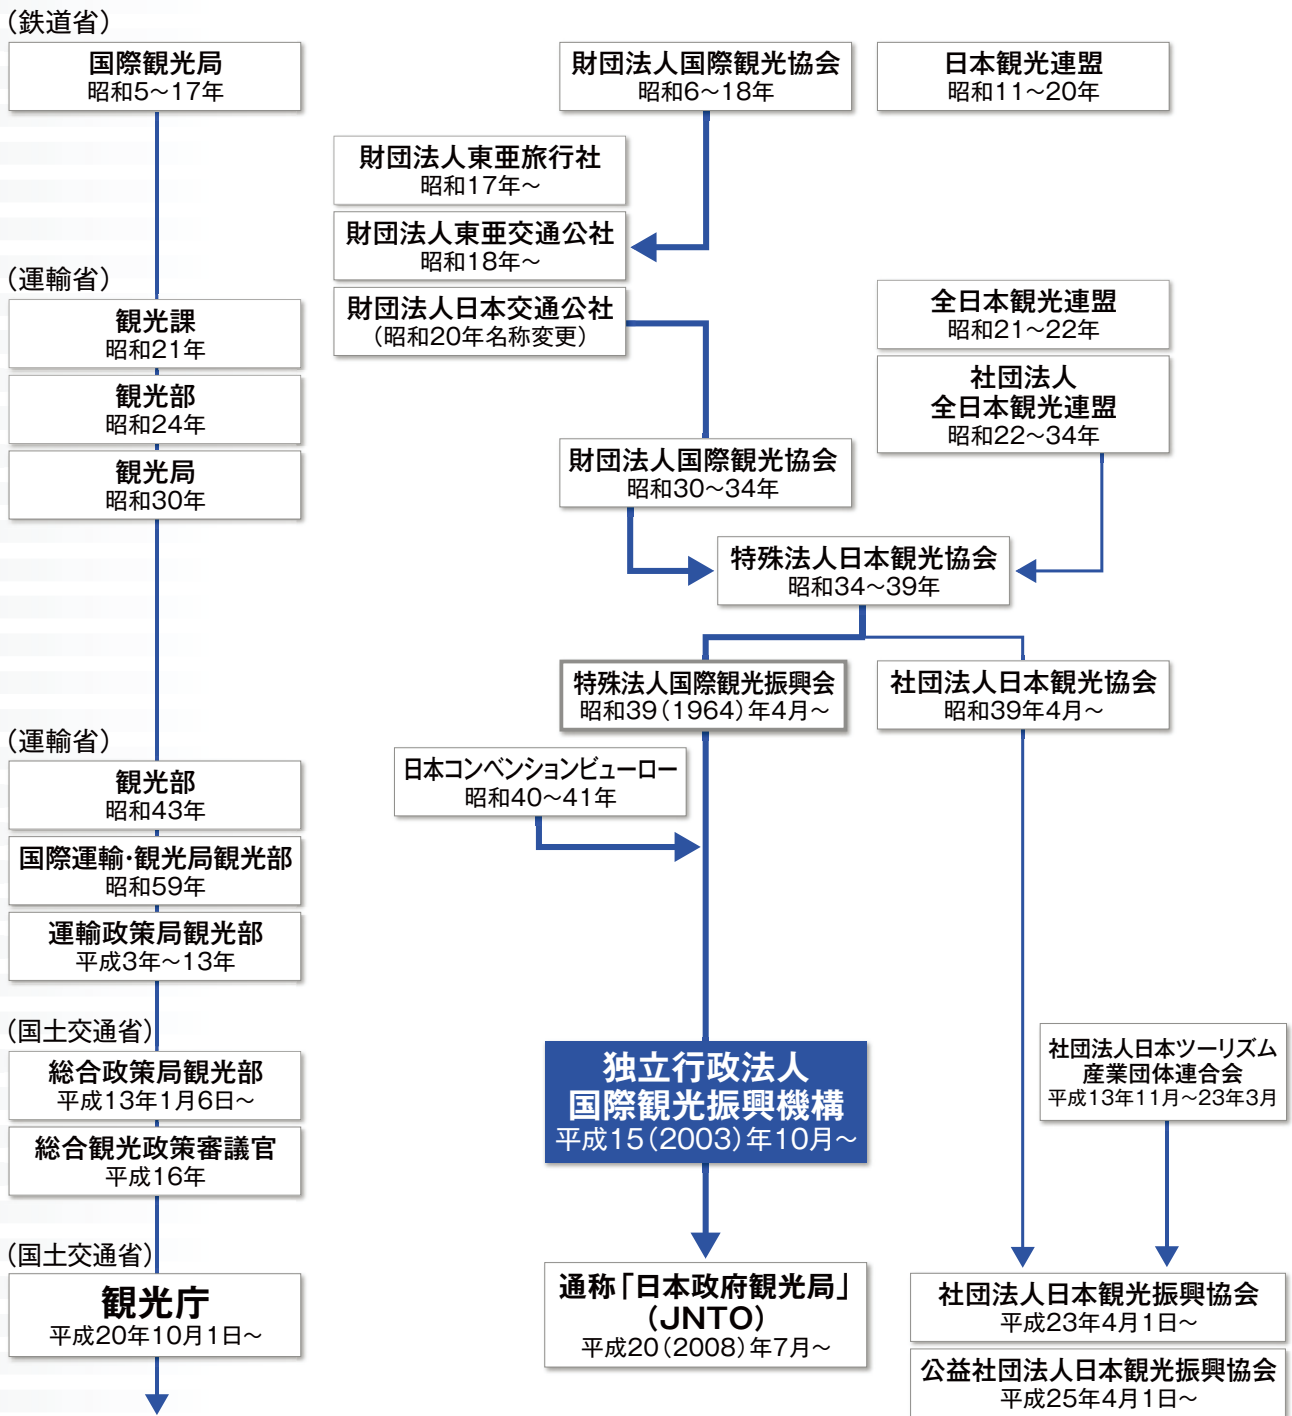 (鉄道省)
国際観光局
昭和5〜17年
財団法人国際観光協会
昭和6〜18年
日本観光連盟
昭和11〜20年
財団法人東亜旅行社
昭和17年〜
財団法人東亜交通公社
昭和18年〜
財団法人日本交通公社
(昭和20年名称変更)
(運輸省)
観光課
昭和21年
観光部
昭和24年
観光局
昭和30年
全日本観光連盟
昭和21〜22年
社団法人
全日本観光連盟
昭和22〜34年
財団法人国際観光協会
昭和30〜34年
特殊法人日本観光協会
昭和34〜39年
特殊法人国際観光振興会
昭和39(1964)年4月〜
社団法人日本観光協会
昭和39年4月〜
日本コンベンションビューロー
昭和40〜41年
(運輸省)
観光部
昭和43年
国際運輸・観光局観光部
昭和59年
運輸政策局観光部
平成3年〜13年
(国土交通省)
総合政策局観光部
平成13年1月6日〜
総合観光政策審議官
平成16年
独立行政法人
国際観光振興機構
平成15(2003)年10月〜
社団法人日本ツーリズム
産業団体連合会
平成13年11月〜23年3月
(国土交通省)
観光庁
平成20年10月1日〜
通称「日本政府観光局」
(JNTO)
平成20(2008)年7月〜
社団法人日本観光振興協会
平成23年4月1日〜
公益社団法人日本観光振興協会
平成25年4月1日〜